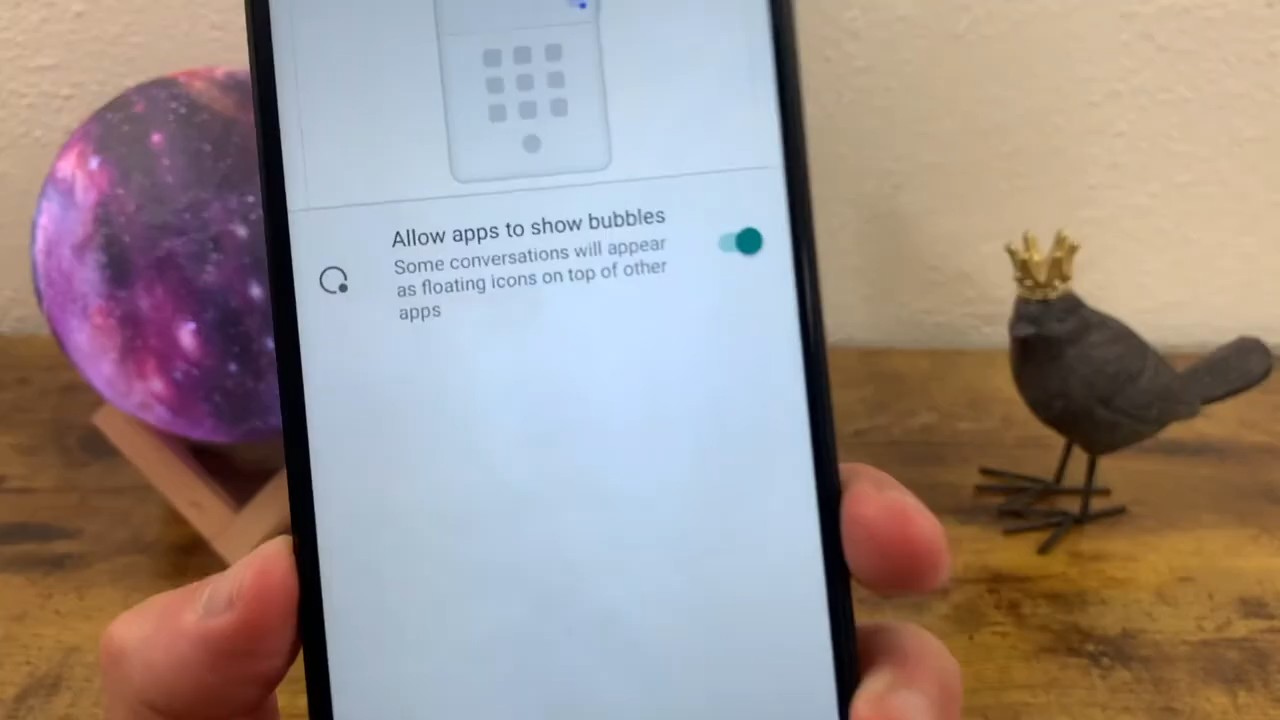 Allow apps to show bubbles
Some conversations will appear
as floating icons on top of other
apps